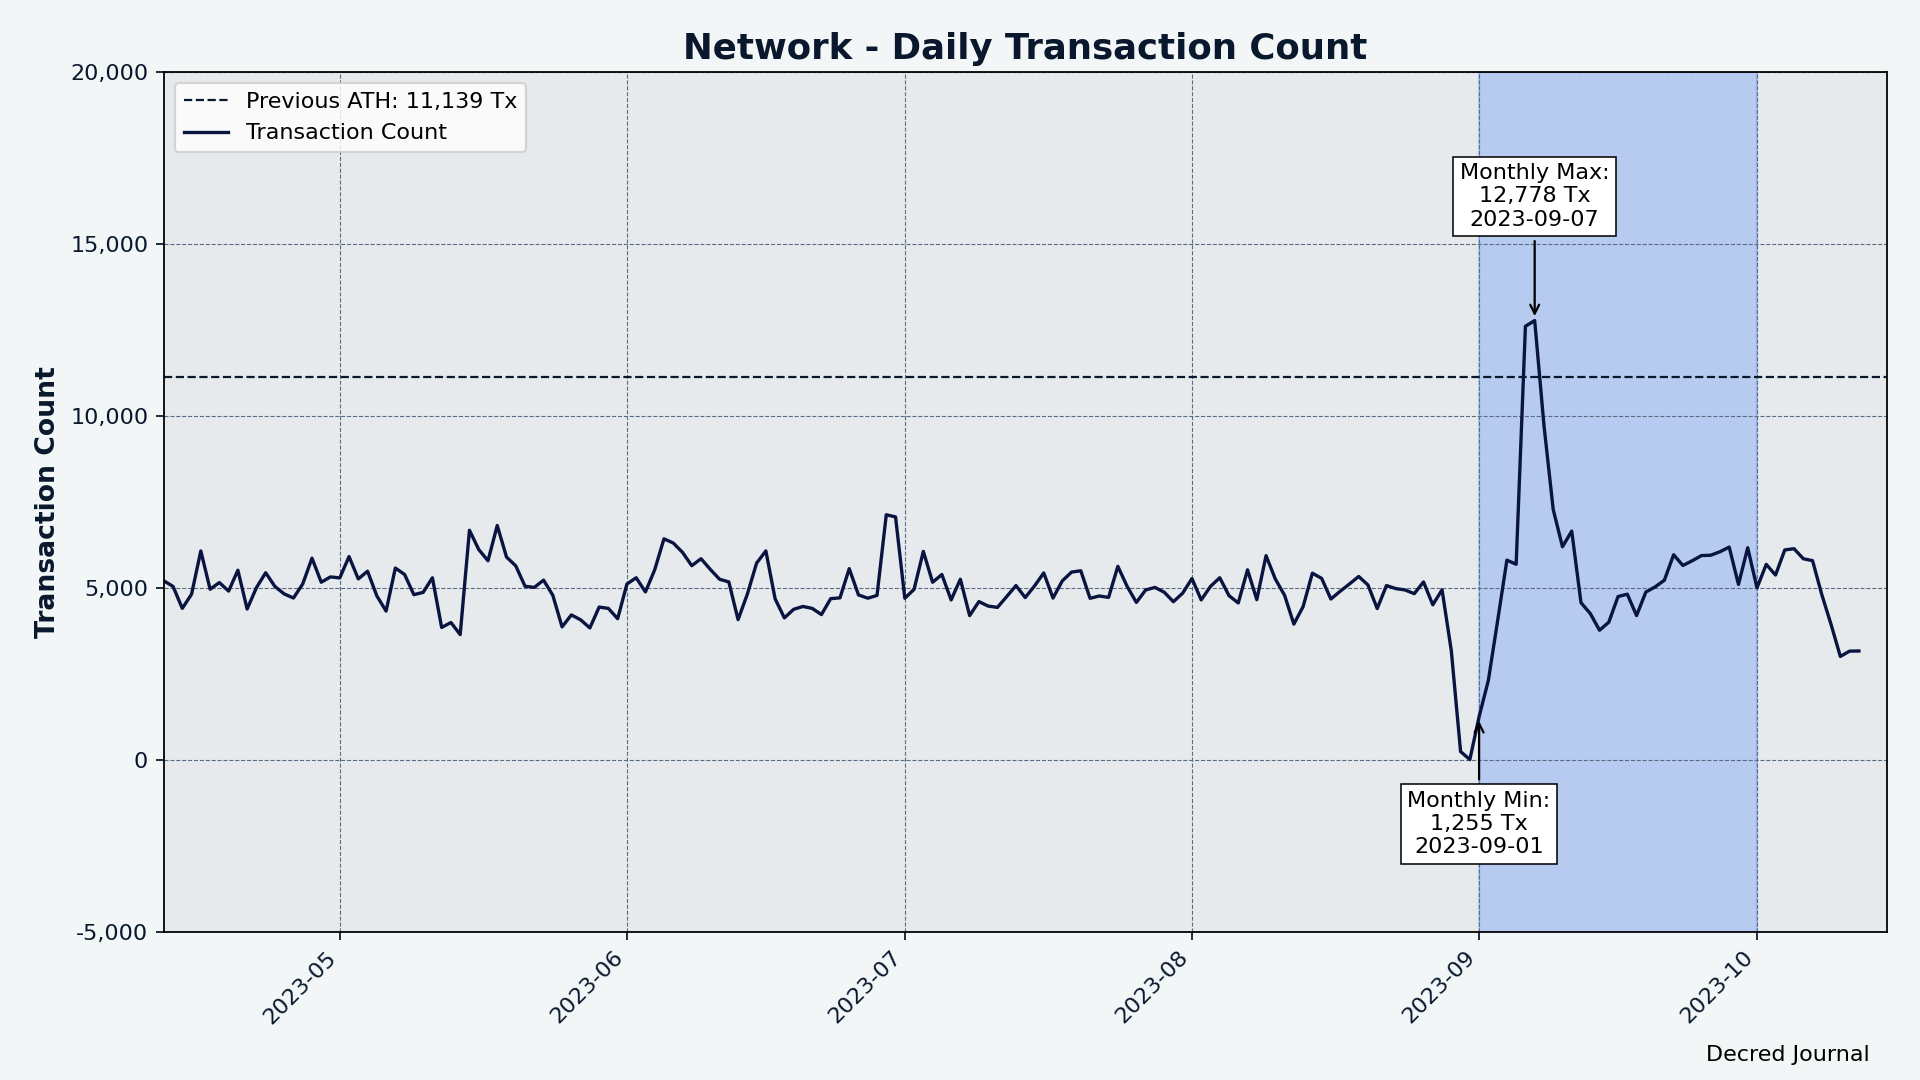 Network - Daily Transaction Count
Previous ATH: 11,139 Tx
Transaction Count
Monthly Max:
12,778 Tx
2023-09-07
Monthly Min:
1,255 Tx
2023-09-01
Transaction Count
20,000
15,000
10,000
5,000
0
-5,000
2023-05
2023-06
2023-07
2023-08
2023-09
2023-10
Decred Journal